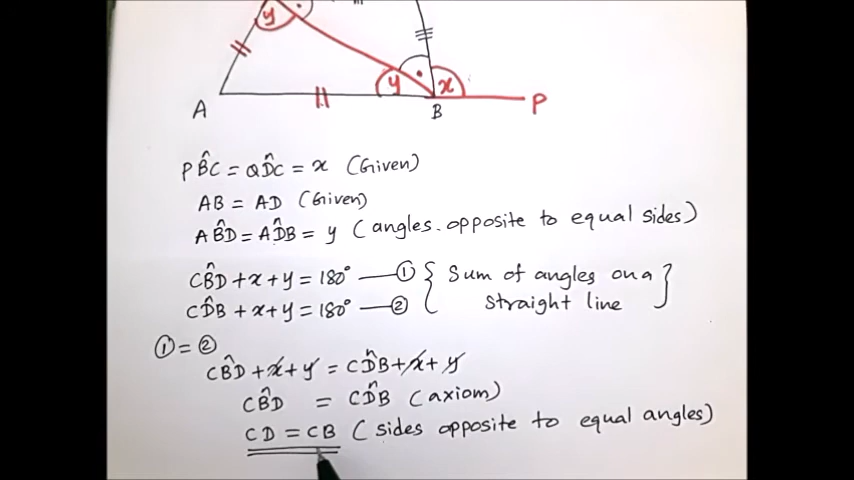 y
y
x
A
B
P
PB̂C = QD̂C = x (Given)
AB = AD (Given)
AB̂D = AD̂B = y (angles opposite to equal sides)
CB̂D + x + y = 180° —① { Sum of angles on a
CD̂B + x + y = 180° —② straight line }
① = ②
CB̂D + x + y = CD̂B + x + y
CB̂D = CD̂B (axiom)
CD = CB (sides opposite to equal angles)